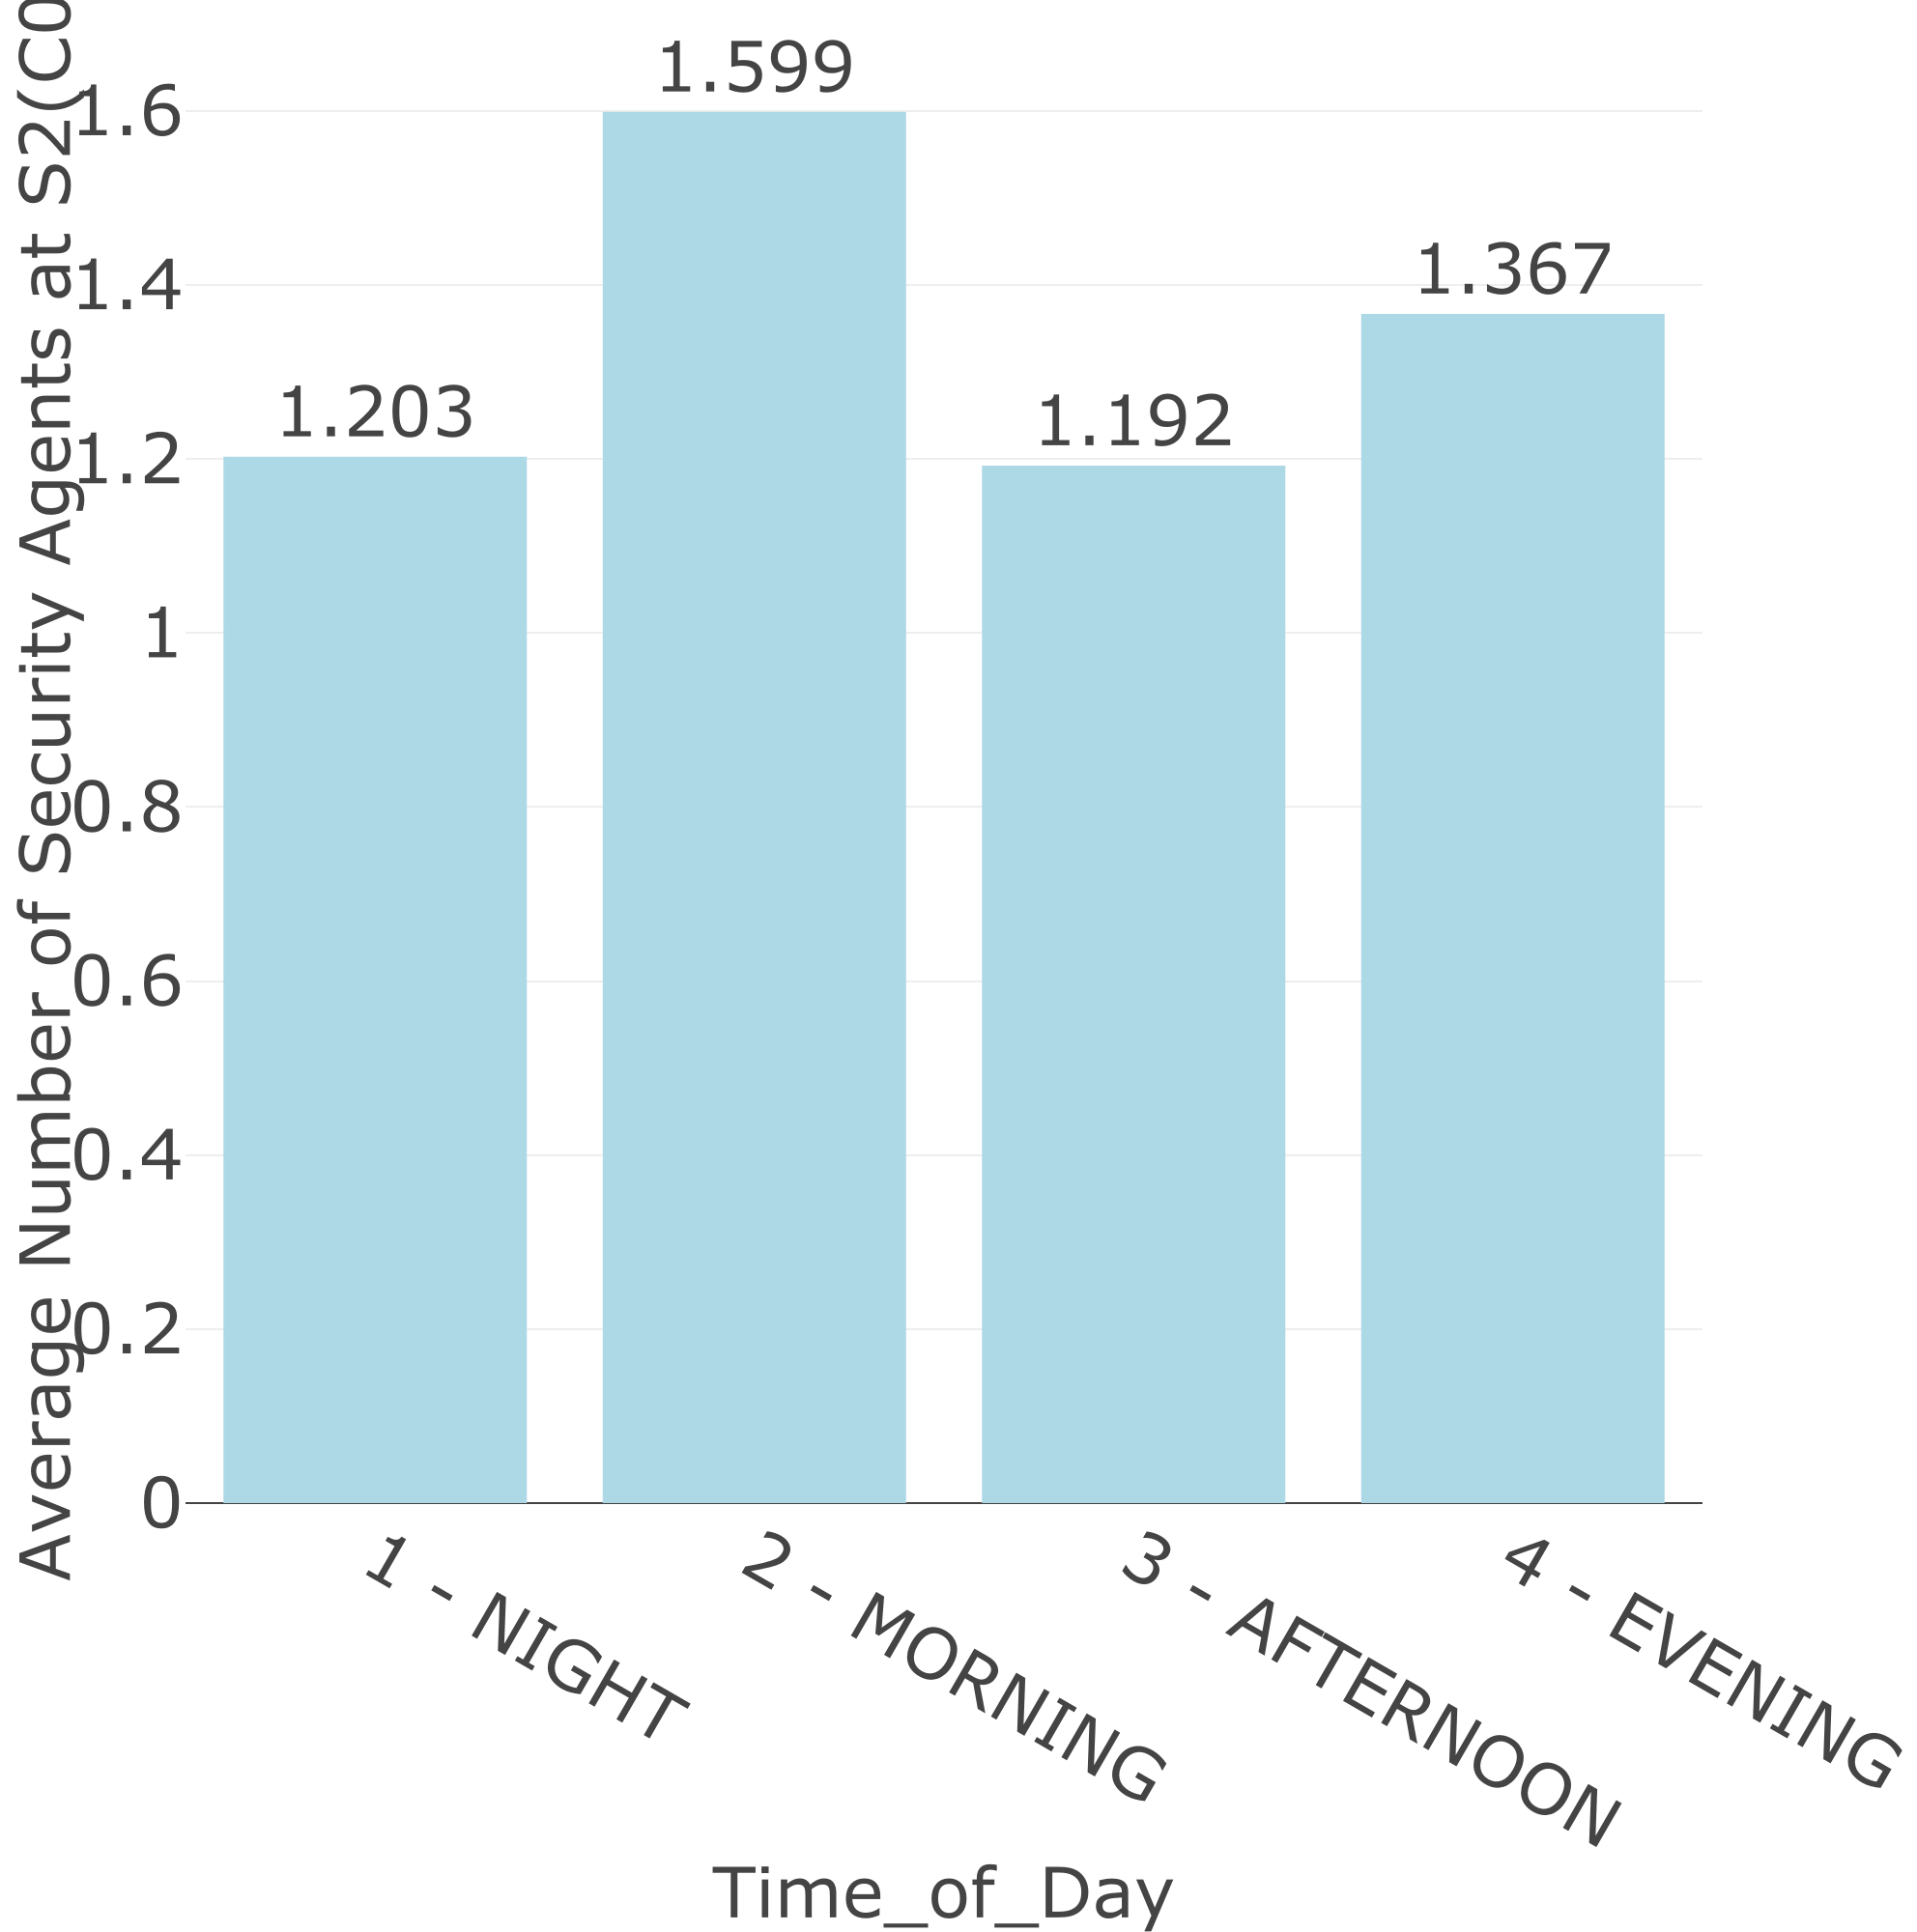 Average Number of Security Agents at S2(C0
1.6
1.4
1.2
1
0.8
0.6
0.4
0.2
0
1.203
1.599
1.192
1.367
1 - NIGHT
2 - MORNING
3 - AFTERNOON
4 - EVENING
Time_of_Day